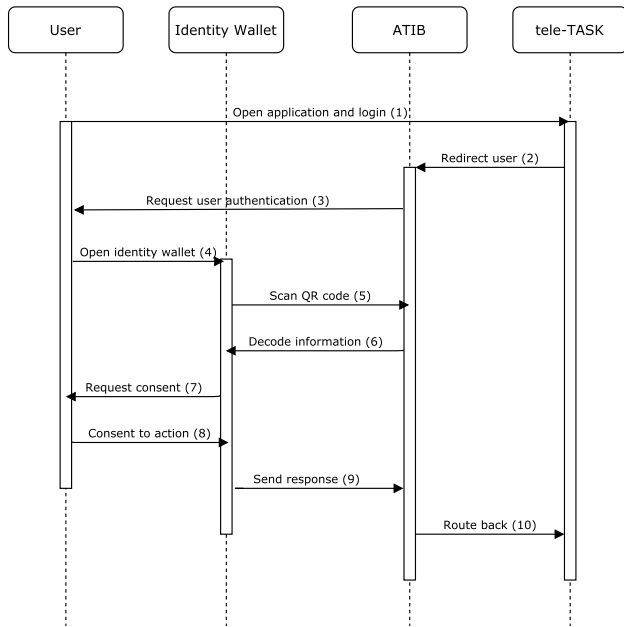 User
Identity Wallet
ATIB
tele-TASK
Open application and login (1)
Redirect user (2)
Request user authentication (3)
Open identity wallet (4)
Scan QR code (5)
Decode information (6)
Request consent (7)
Consent to action (8)
Send response (9)
Route back (10)